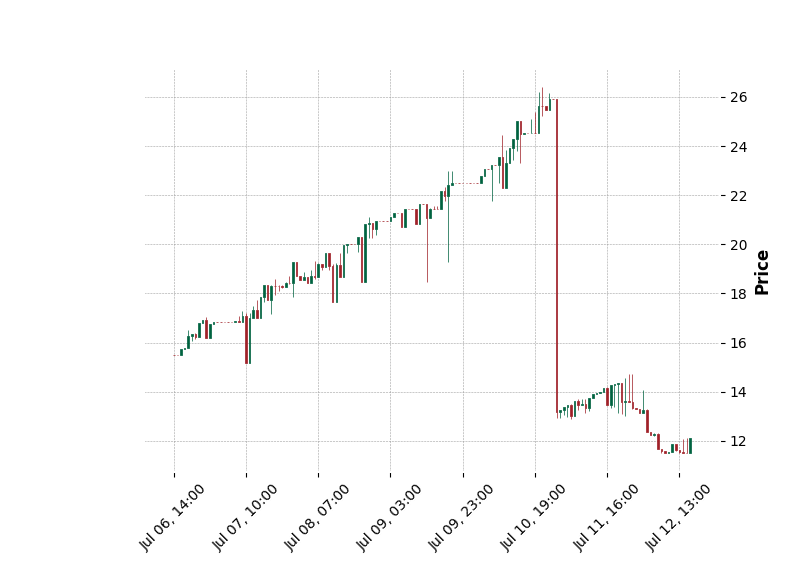 26
24
22
20
18
16
14
12
Price
Jul 06, 14:00
Jul 07, 10:00
Jul 08, 07:00
Jul 09, 03:00
Jul 09, 23:00
Jul 10, 19:00
Jul 11, 16:00
Jul 12, 13:00